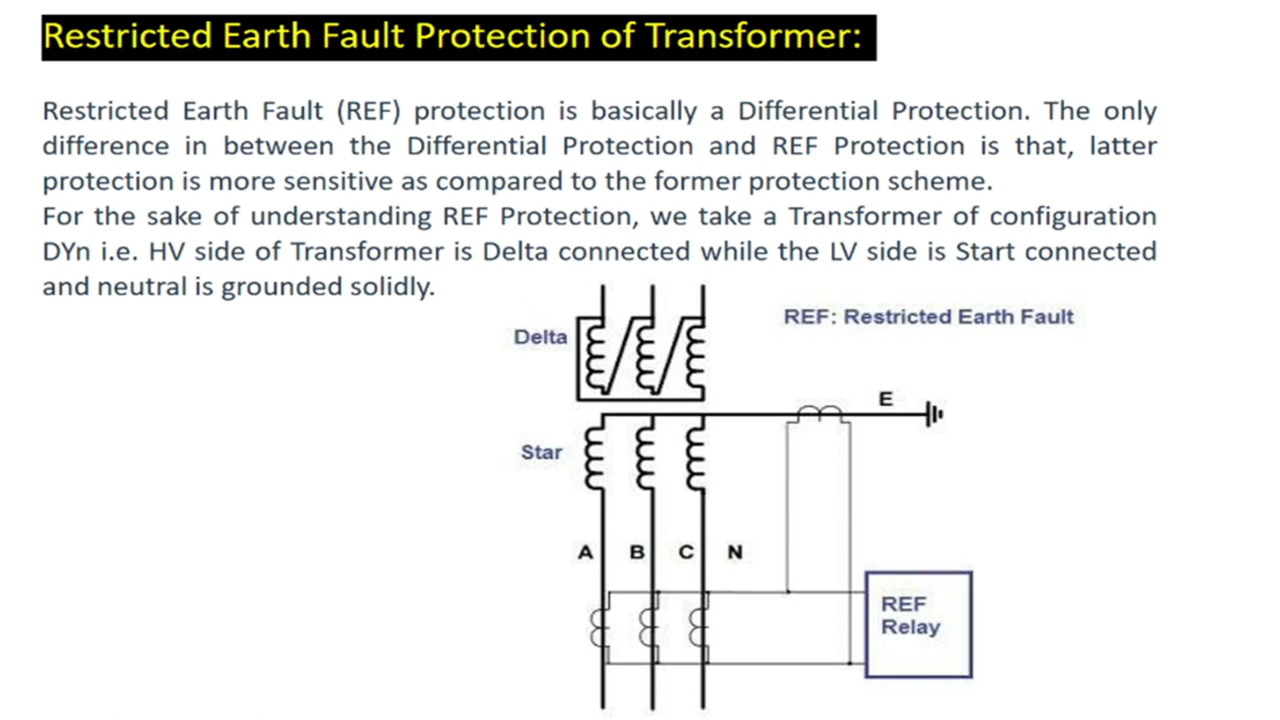 Restricted Earth Fault Protection of Transformer:
Restricted Earth Fault (REF) protection is basically a Differential Protection. The only
difference in between the Differential Protection and REF Protection is that, latter
protection is more sensitive as compared to the former protection scheme.
For the sake of understanding REF Protection, we take a Transformer of configuration
DYn i.e. HV side of Transformer is Delta connected while the LV side is Start connected
and neutral is grounded solidly.
REF: Restricted Earth Fault
Delta
E
Star
A B C N
REF
Relay